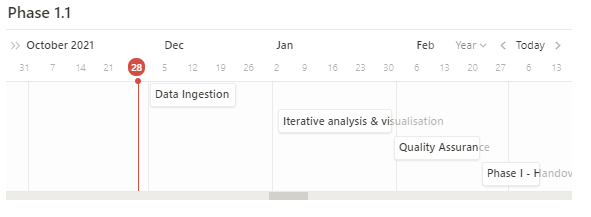 Phase 1.1
October 2021 Dec Jan Feb Year Today
31 7 14 21 28 5 12 19 26 2 9 16 23 30 6 13 20 27 6 13
Data Ingestion
Iterative analysis & visualisation
Quality Assurance
Phase I - Handov